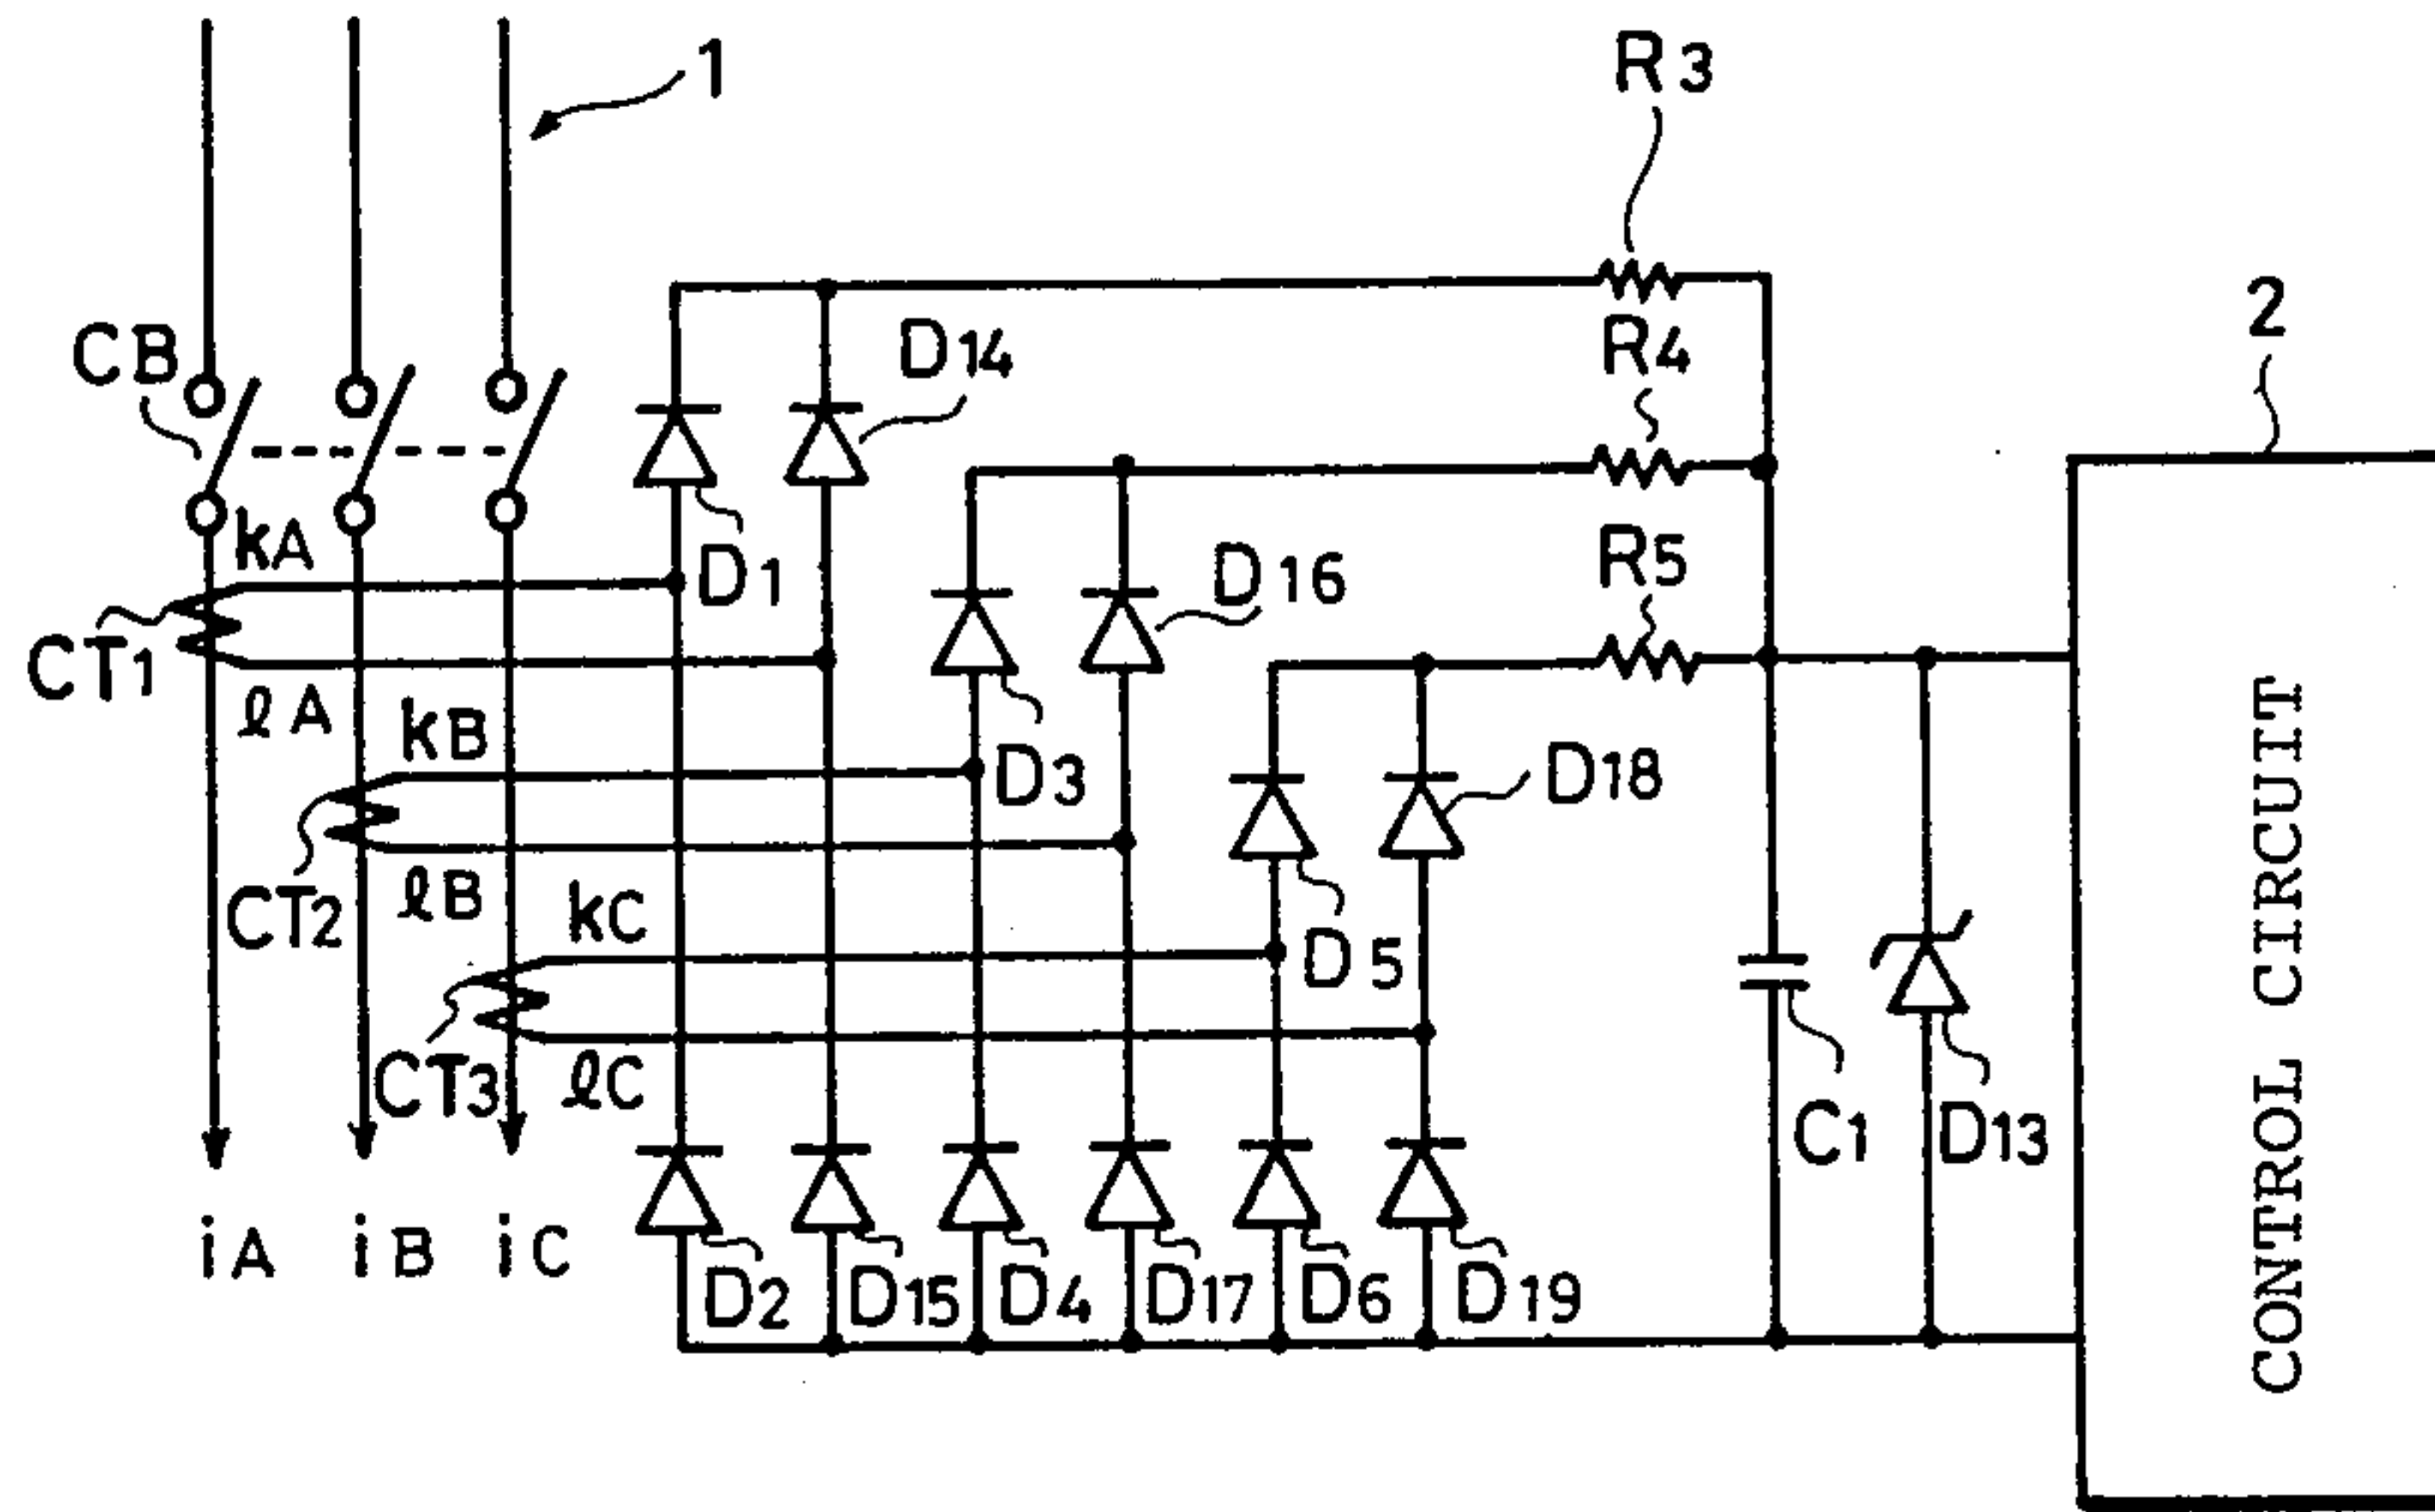 1
R3
CB
D14
R4
2
kA
D1
D16
R5
CT1
lA
kB
D3
D18
CT2
lB
kC
D5
CT3
lC
C1
D13
iA
iB
iC
D2
D15
D4
D17
D6
D19
CONTROL CIRCUIT